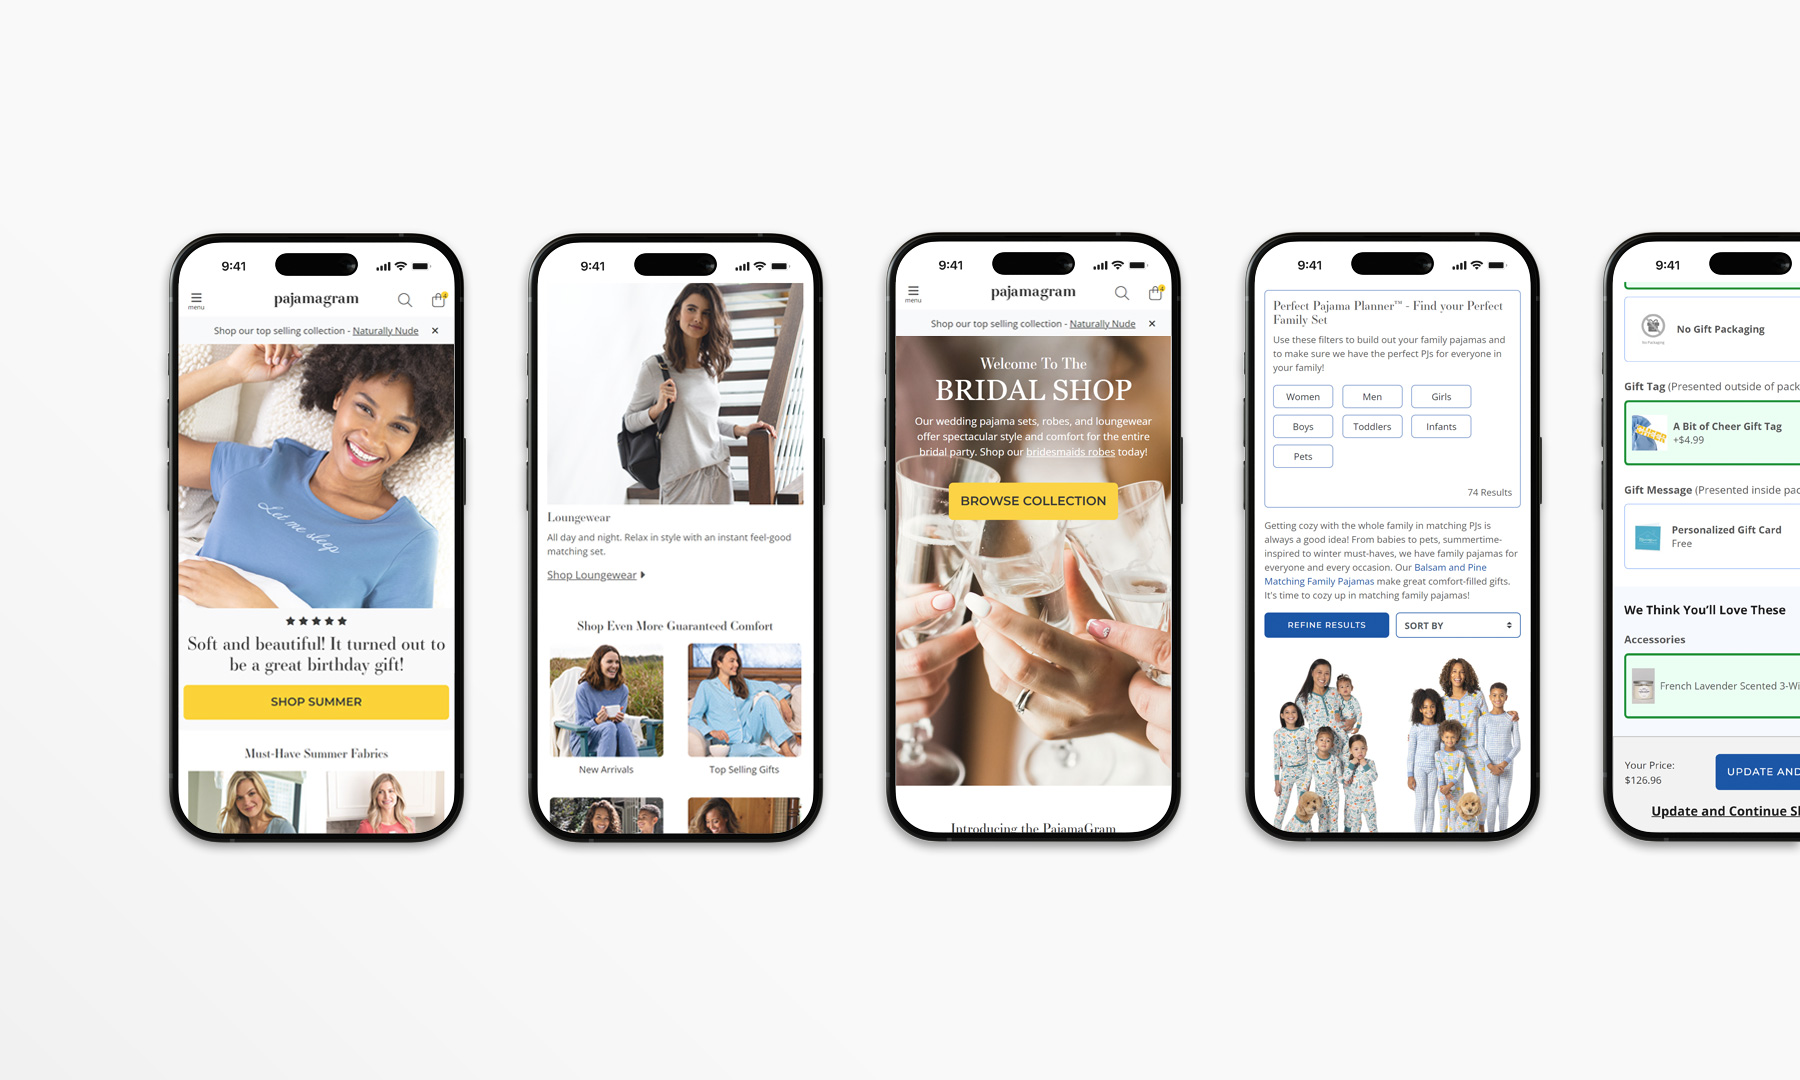 9:41
menu
pajamagram
Shop our top selling collection - Naturally Nude ×
Let me sleep
★★★★★
Soft and beautiful! It turned out to
be a great birthday gift!
SHOP SUMMER
Must-Have Summer Fabrics
9:41
Loungewear
All day and night. Relax in style with an instant feel-good
matching set.
Shop Loungewear
Shop Even More Guaranteed Comfort
New Arrivals
Top Selling Gifts
9:41
menu
pajamagram
Shop our top selling collection - Naturally Nude ×
Welcome To The
BRIDAL SHOP
Our wedding pajama sets, robes, and loungewear
offer spectacular style and comfort for the entire
bridal party. Shop our bridesmaids robes today!
BROWSE COLLECTION
Introducing the PajamaGram
9:41
Perfect Pajama Planner™ - Find your Perfect
Family Set
Use these filters to build out your family pajamas and
to make sure we have the perfect PJs for everyone in
your family!
Women Men Girls
Boys Toddlers Infants
Pets
74 Results
Getting cozy with the whole family in matching PJs is
always a good idea! From babies to pets, summertime-
inspired to winter must-haves, we have family pajamas for
everyone and every occasion. Our Balsam and Pine
Matching Family Pajamas make great comfort-filled gifts.
It's time to cozy up in matching family pajamas!
REFINE RESULTS
SORT BY
9:41
No Packaging
No Gift Packaging
Gift Tag (Presented outside of pack
CHEER
A Bit of Cheer Gift Tag
+$4.99
Gift Message (Presented inside pac
Personalized Gift Card
Free
We Think You'll Love These
Accessories
French Lavender Scented 3-Wi
Your Price:
$126.96
UPDATE AND
Update and Continue S